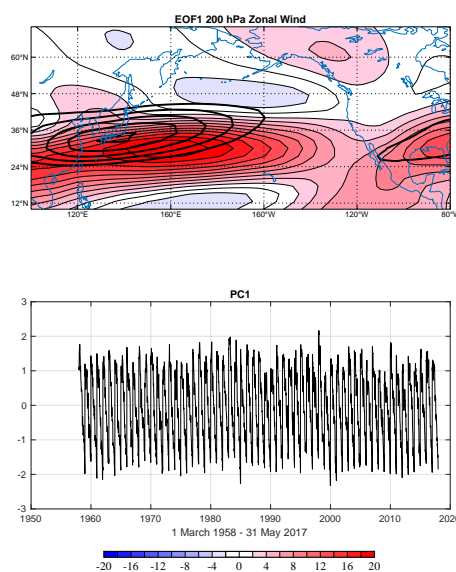 EOF1 200 hPa Zonal Wind
60°N
48°N
36°N
24°N
12°N
120°E 160°E 160°W 120°W 80°W
PC1
3
2
1
0
-1
-2
-3
1950 1960 1970 1980 1990 2000 2010 2020
1 March 1958 - 31 May 2017
-20 -16 -12 -8 -4 0 4 8 12 16 20